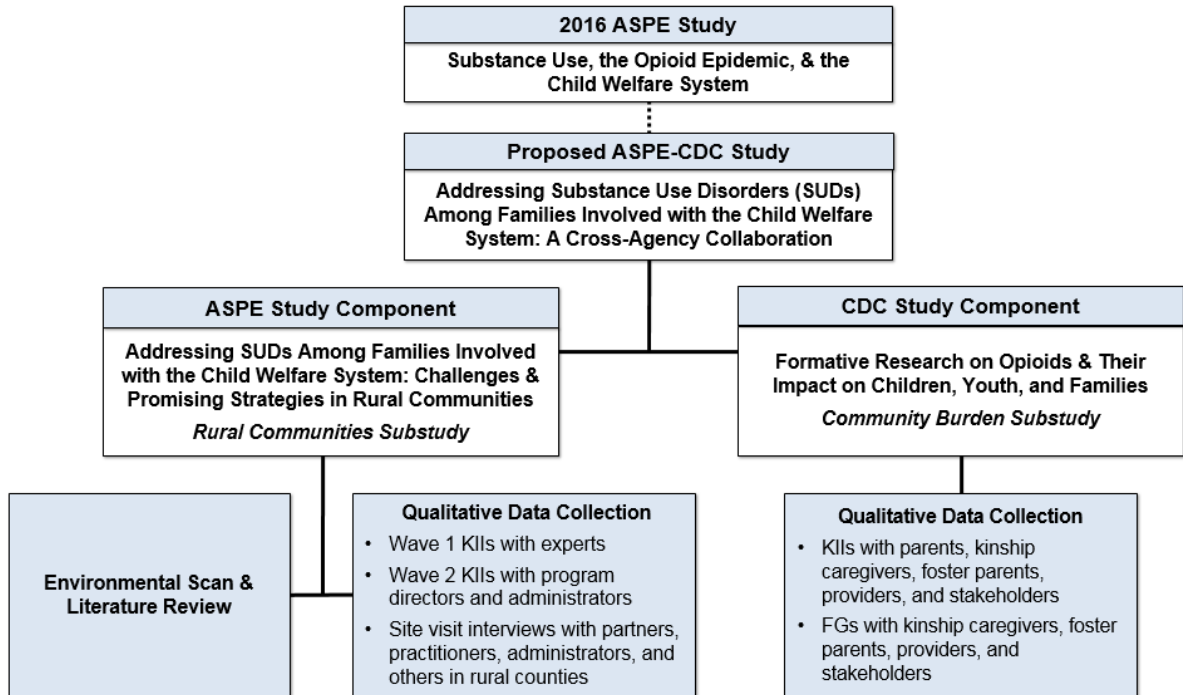 2016 ASPE Study
Substance Use, the Opioid Epidemic, & the
Child Welfare System
Proposed ASPE-CDC Study
Addressing Substance Use Disorders (SUDs)
Among Families Involved with the Child Welfare
System: A Cross-Agency Collaboration
ASPE Study Component
Addressing SUDs Among Families Involved
with the Child Welfare System: Challenges &
Promising Strategies in Rural Communities
Rural Communities Substudy
CDC Study Component
Formative Research on Opioids & Their
Impact on Children, Youth, and Families
Community Burden Substudy
Environmental Scan &
Literature Review
Qualitative Data Collection
• Wave 1 KIIs with experts
• Wave 2 KIIs with program
directors and administrators
• Site visit interviews with partners,
practitioners, administrators, and
others in rural counties
Qualitative Data Collection
• KIIs with parents, kinship
caregivers, foster parents,
providers, and stakeholders
• FGs with kinship caregivers, foster
parents, providers, and
stakeholders